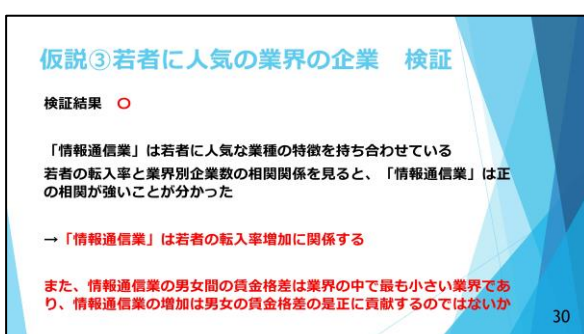 仮説③若者に人気の業界の企業　検証
検証結果　〇
「情報通信業」は若者に人気な業種の特徴を持ち合わせている
若者の転入率と業界別企業数の相関関係を見ると、「情報通信業」は正
の相関が強いことが分かった
→「情報通信業」は若者の転入率増加に関係する
また、情報通信業の男女間の賃金格差は業界の中で最も小さい業界であ
り、情報通信業の増加は男女の賃金格差の是正に貢献するのではないか
30